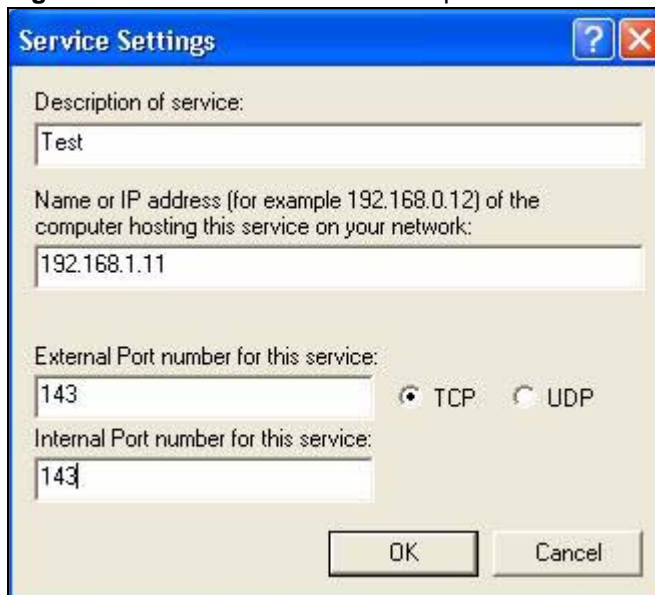 Service Settings
Description of service:
Test
Name or IP address (for example 192.168.0.12) of the
computer hosting this service on your network:
192.168.1.11
External Port number for this service:
143
TCP UDP
Internal Port number for this service:
143
OK Cancel